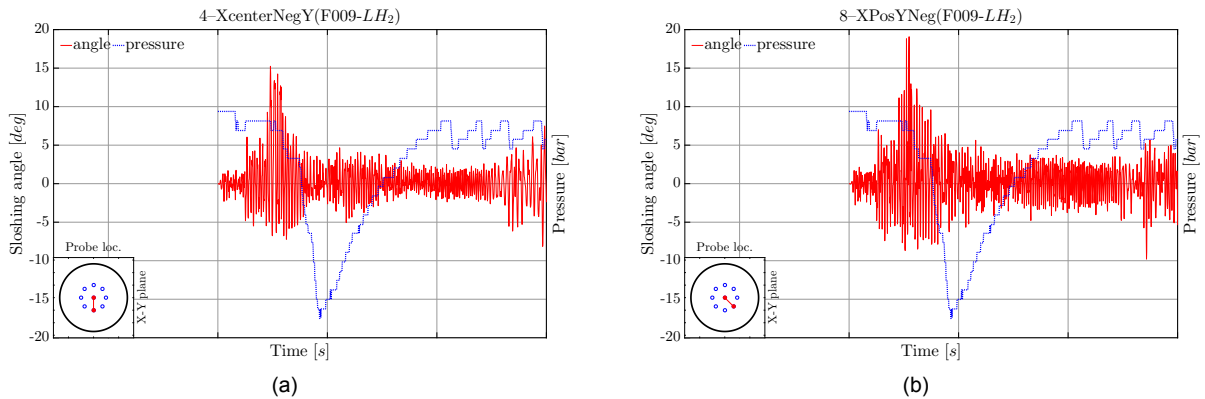 4–XcenterNegY(F009-LH₂)
angle pressure
20
15
10
5
0
-5
-10
-15
-20
Sloshing angle [deg]
Pressure [bar]
Probe loc.
X-Y plane
Time [s]
(a)
8–XPosYNeg(F009-LH₂)
angle pressure
20
15
10
5
0
-5
-10
-15
-20
Sloshing angle [deg]
Pressure [bar]
Probe loc.
X-Y plane
Time [s]
(b)